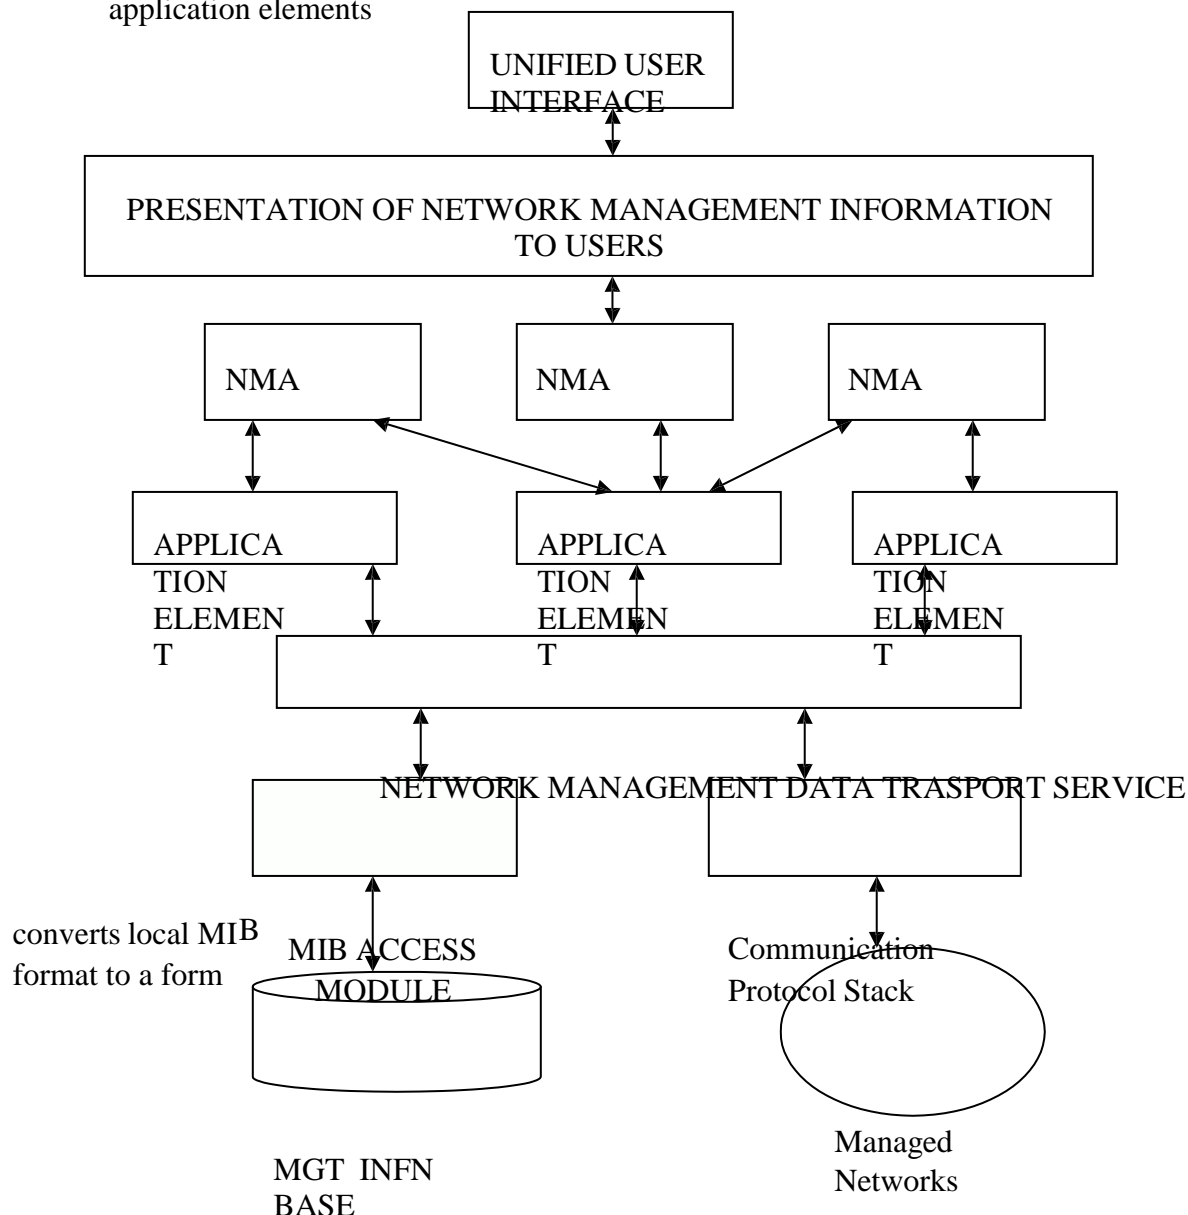 application elements
UNIFIED USER
INTERFACE
PRESENTATION OF NETWORK MANAGEMENT INFORMATION
TO USERS
NMA
NMA
NMA
APPLICA
TION
ELEMEN
T
APPLICA
TION
ELEMEN
T
APPLICA
TION
ELEMEN
T
NETWORK MANAGEMENT DATA TRASPORT SERVICE
converts local MIB
format to a form
MIB ACCESS
MODULE
Communication
Protocol Stack
MGT INFN
BASE
Managed
Networks